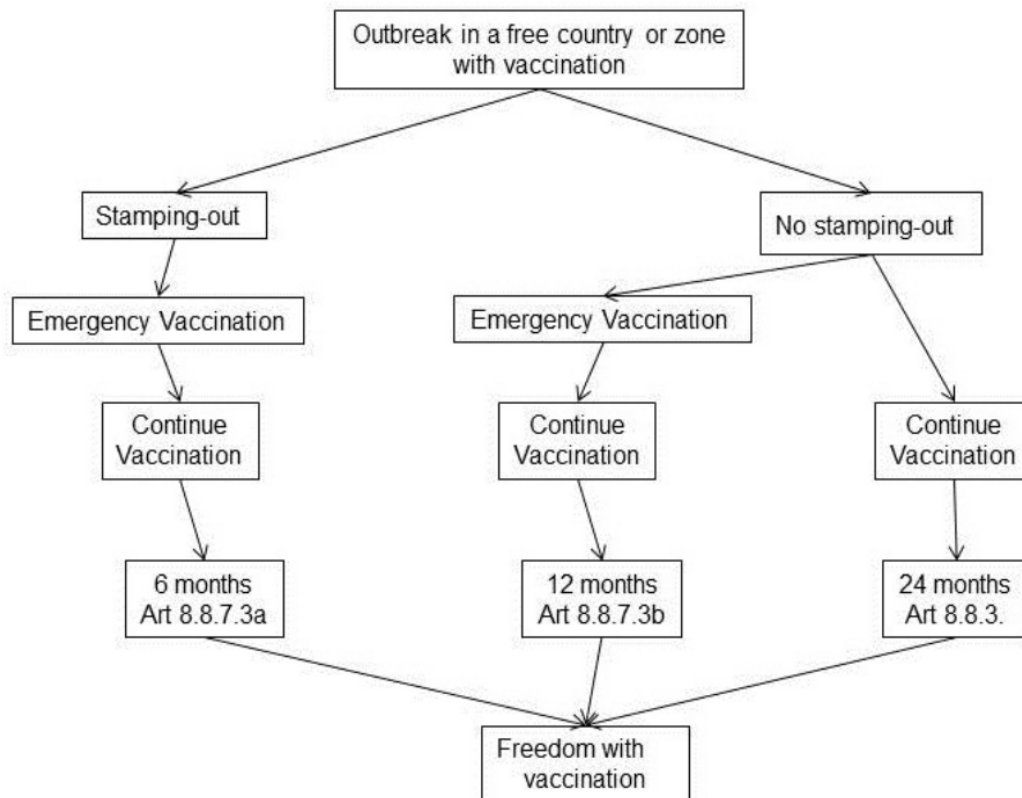 Outbreak in a free country or zone
with vaccination
Stamping-out
No stamping-out
Emergency Vaccination
Emergency Vaccination
Continue
Vaccination
Continue
Vaccination
Continue
Vaccination
6 months
Art 8.8.7.3a
12 months
Art 8.8.7.3b
24 months
Art 8.8.3.
Freedom with
vaccination